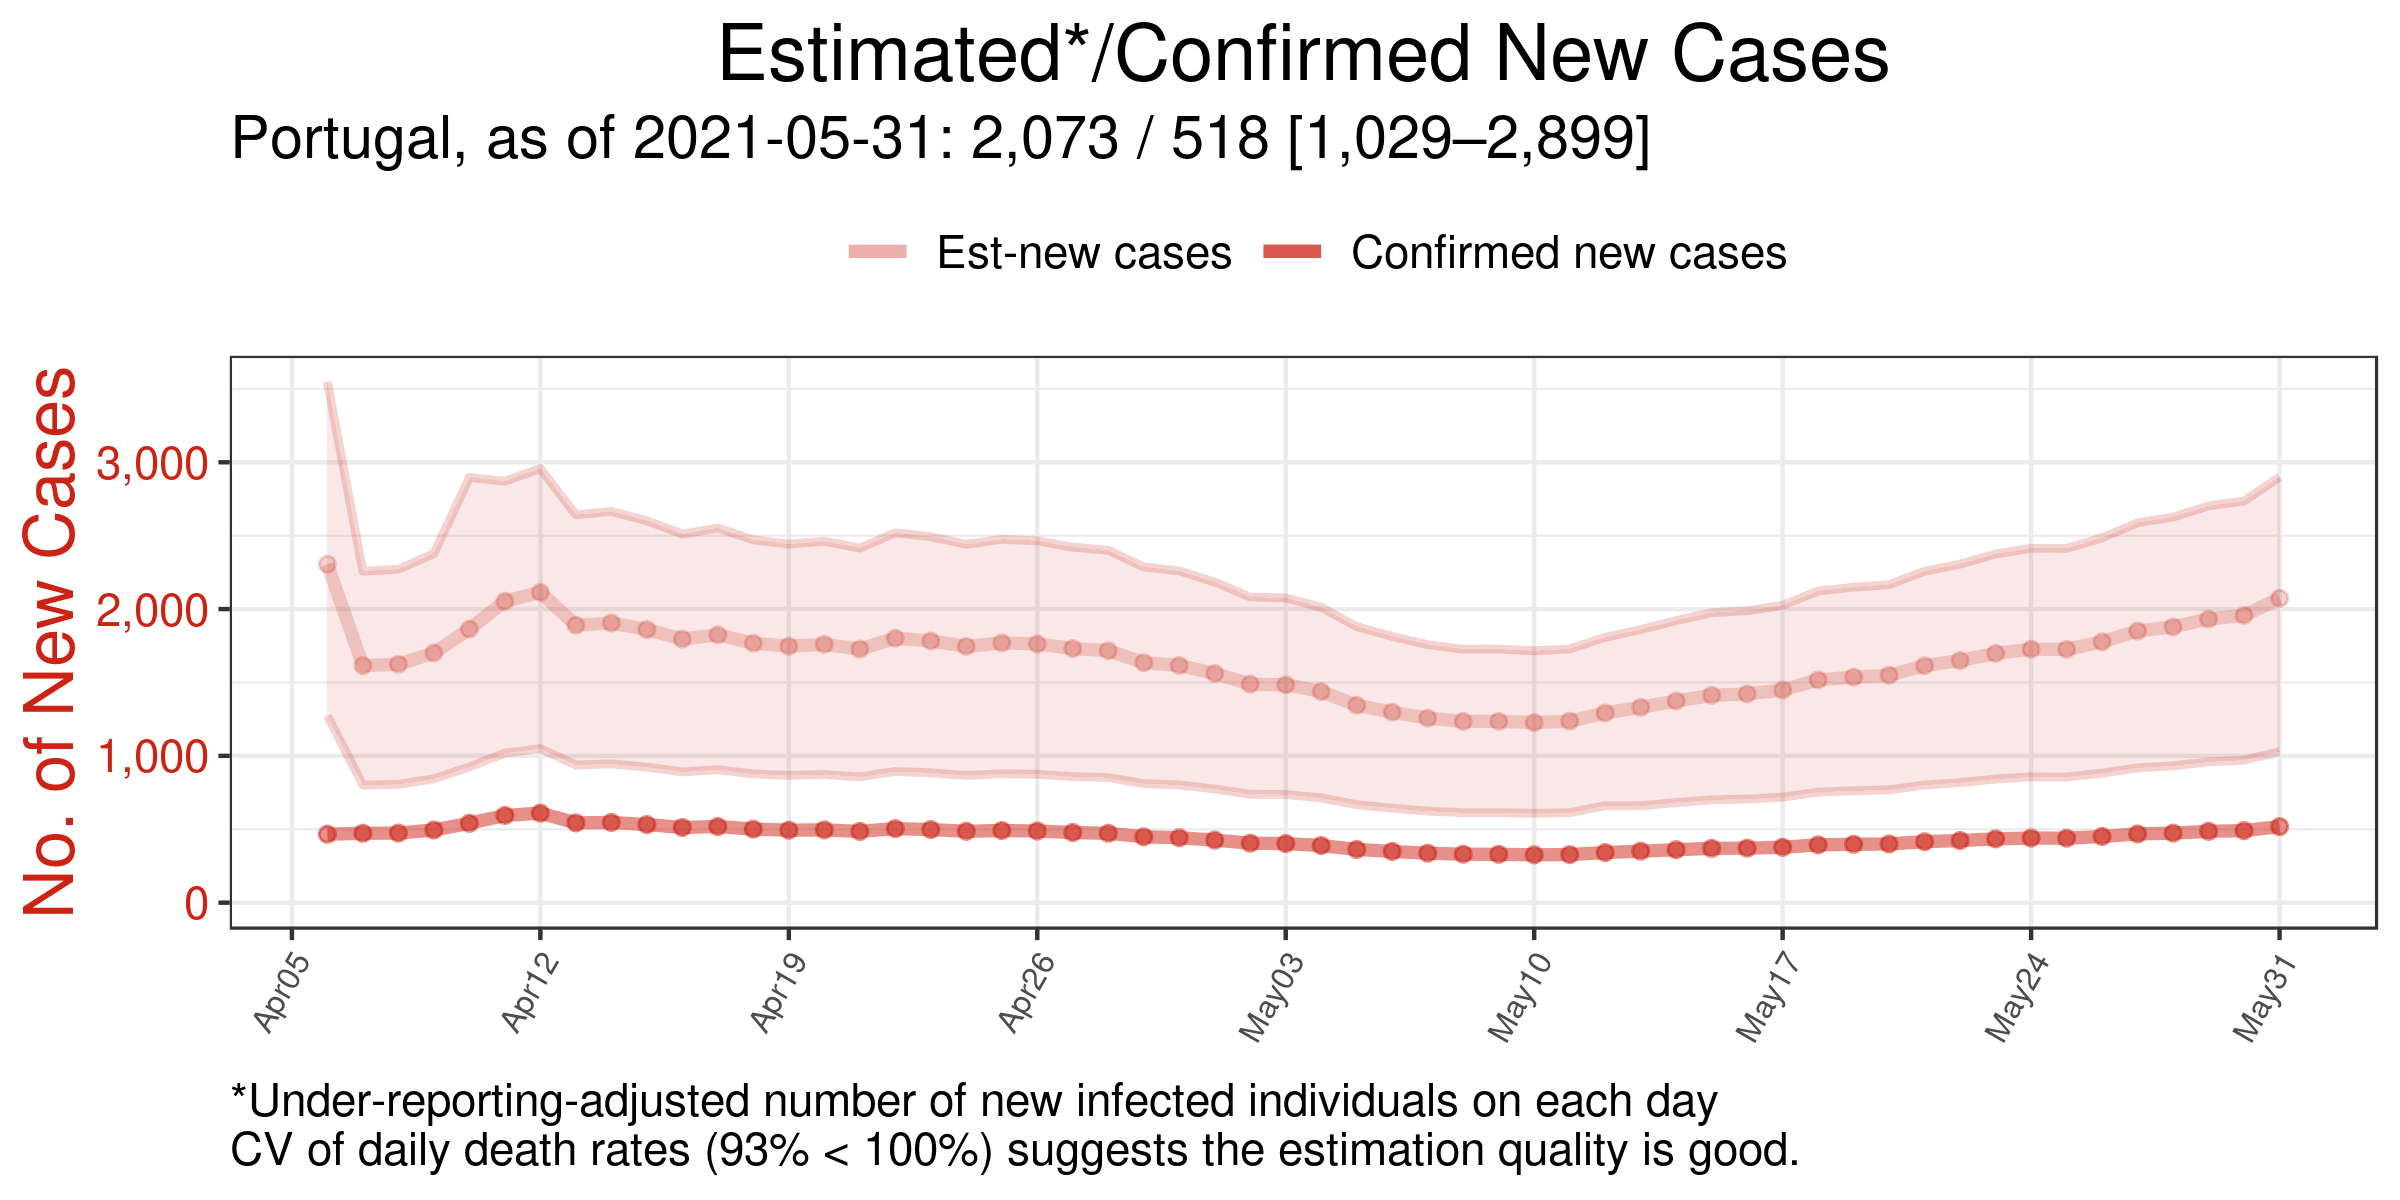 Estimated*/Confirmed New Cases
Portugal, as of 2021-05-31: 2,073 / 518 [1,029–2,899]
Est-new cases
Confirmed new cases
No. of New Cases
3,000
2,000
1,000
0
Apr05
Apr12
Apr19
Apr26
May03
May10
May17
May24
May31
*Under-reporting-adjusted number of new infected individuals on each day
CV of daily death rates (93% < 100%) suggests the estimation quality is good.